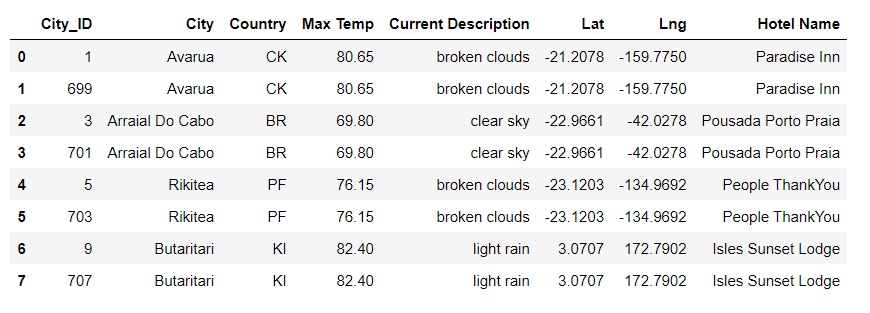 City_ID City Country Max Temp Current Description Lat Lng Hotel Name
0 1 Avarua CK 80.65 broken clouds -21.2078 -159.7750 Paradise Inn
1 699 Avarua CK 80.65 broken clouds -21.2078 -159.7750 Paradise Inn
2 3 Arraial Do Cabo BR 69.80 clear sky -22.9661 -42.0278 Pousada Porto Praia
3 701 Arraial Do Cabo BR 69.80 clear sky -22.9661 -42.0278 Pousada Porto Praia
4 5 Rikitea PF 76.15 broken clouds -23.1203 -134.9692 People ThankYou
5 703 Rikitea PF 76.15 broken clouds -23.1203 -134.9692 People ThankYou
6 9 Butaritari KI 82.40 light rain 3.0707 172.7902 Isles Sunset Lodge
7 707 Butaritari KI 82.40 light rain 3.0707 172.7902 Isles Sunset Lodge